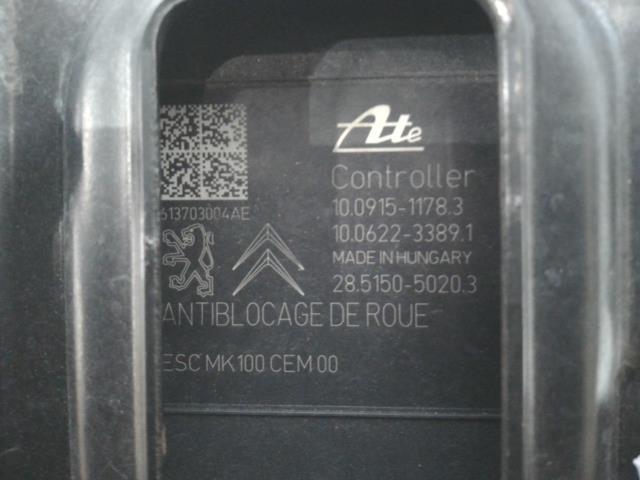 Ate
Controller
10.0915-1178.3
10.0622-3389.1
MADE IN HUNGARY
28.5150-5020.3
613703004AE
ANTIBLOCAGE DE ROUE
ESC MK100 CEM 00